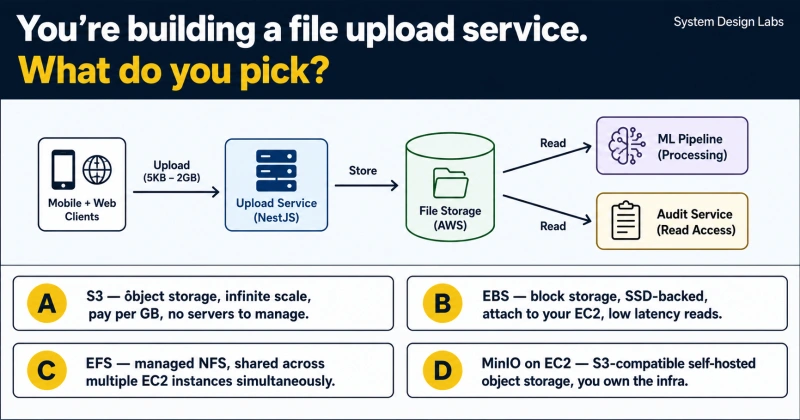 You’re building a file upload service.
System Design Labs
What do you pick?
Mobile + Web
Clients
Upload
(5KB – 2GB)
Upload Service
(NestJS)
Store
File Storage
(AWS)
Read
ML Pipeline
(Processing)
Read
Audit Service
(Read Access)
A
S3 — ôbject storage, infinite scale,
pay per GB, no servers to manage.
B
EBS — block storage, SSD-backed,
attach to your EC2, low latency reads.
C
EFS — managed NFS, shared across
multiple EC2 instances simultaneously.
D
MinIO on EC2 — S3-compatible self-hosted
object storage, you own the infra.